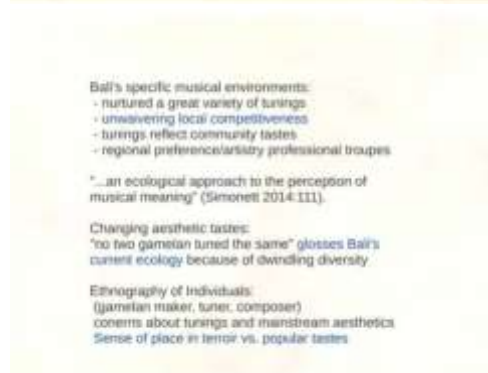 Bali's specific musical environments:
- nurtured a great variety of tunings
- unwaivering local competitiveness
- tunings reflect community tastes
- regional preference/artistry professional troupes
"...an ecological approach to the perception of
musical meaning" (Simonett 2014:111).
Changing aesthetic tastes:
"no two gamelan tuned the same" glosses Bali's
current ecology because of dwindling diversity
Ethnography of Individuals:
(gamelan maker, tuner, composer)
conerns about tunings and mainstream aesthetics
Sense of place in terroir vs. popular tastes